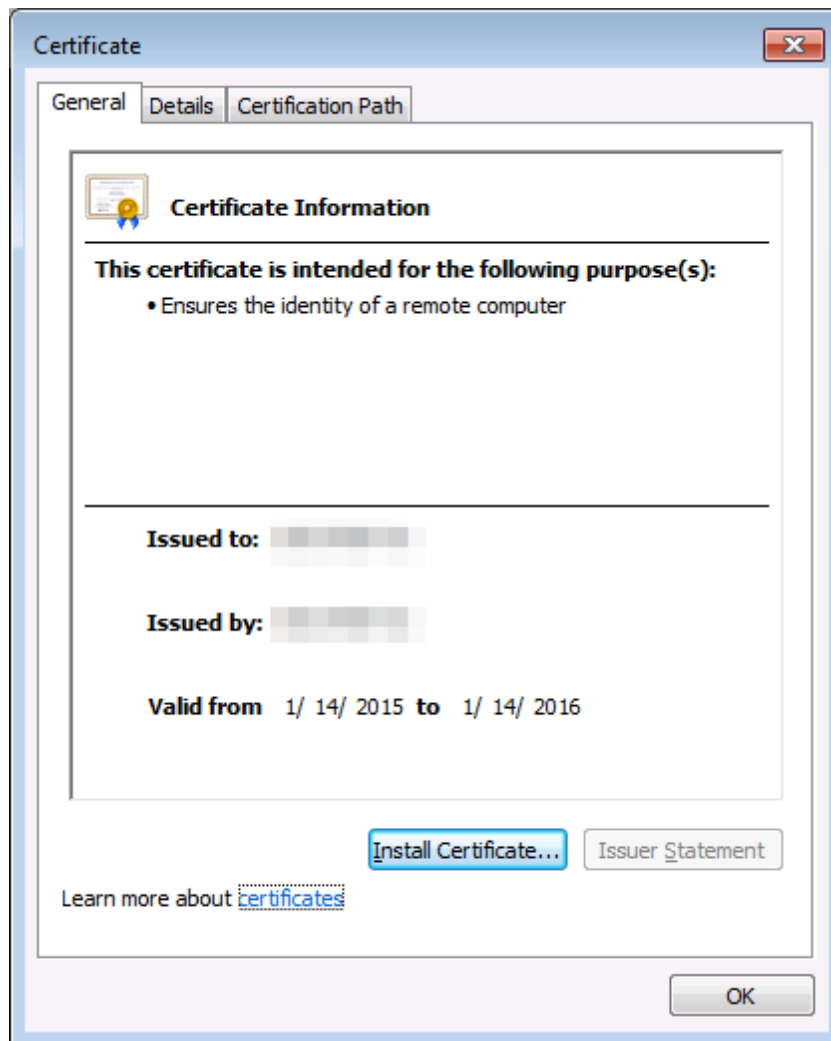 Certificate
General Details Certification Path
Certificate Information
This certificate is intended for the following purpose(s):
• Ensures the identity of a remote computer
Issued to:
Issued by:
Valid from 1/ 14/ 2015 to 1/ 14/ 2016
Install Certificate... Issuer Statement
Learn more about certificates
OK